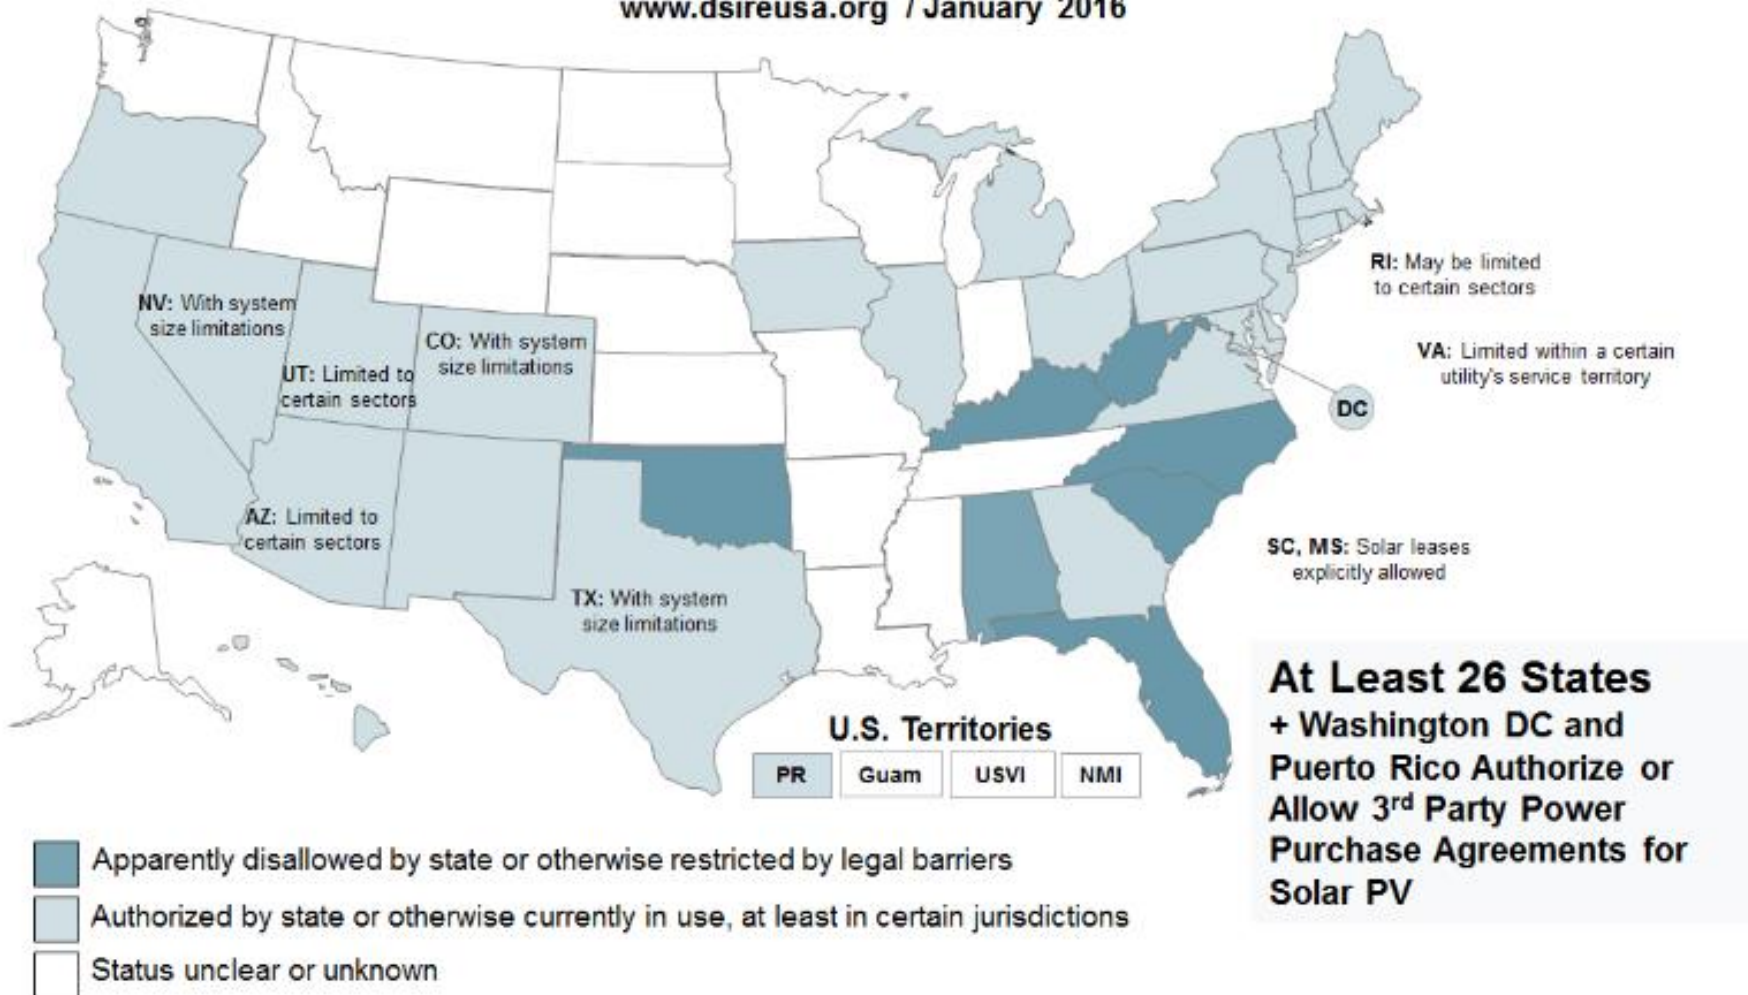 www.dsireusa.org / January 2016
RI: May be limited
to certain sectors
NV: With system
size limitations
CO: With system
size limitations
VA: Limited within a certain
utility's service territory
UT: Limited to
certain sectors
DC
AZ: Limited to
certain sectors
SC, MS: Solar leases
explicitly allowed
TX: With system
size limitations
At Least 26 States
+ Washington DC and
Puerto Rico Authorize or
Allow 3rd Party Power
Purchase Agreements for
Solar PV
U.S. Territories
PR Guam USVI NMI
Apparently disallowed by state or otherwise restricted by legal barriers
Authorized by state or otherwise currently in use, at least in certain jurisdictions
Status unclear or unknown